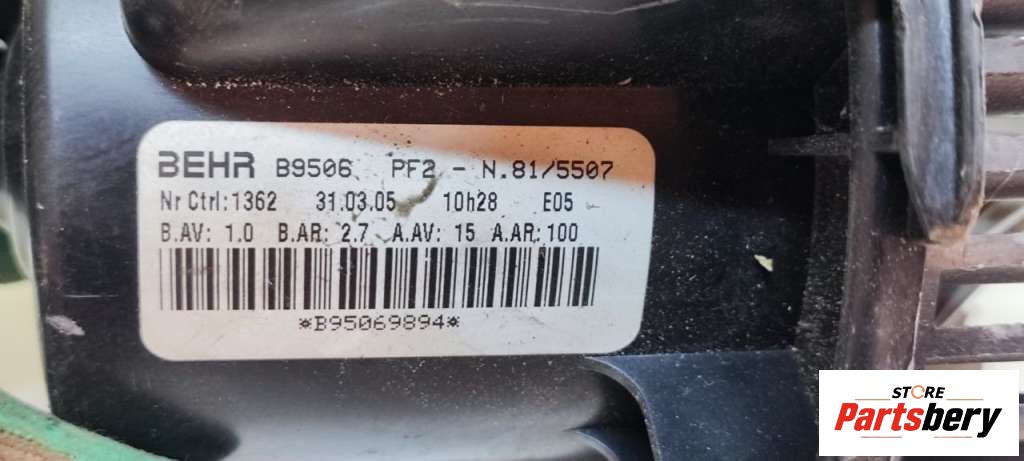 BEHR B9506 PF2 - N.81/5507
Nr Ctrl:1362 31.03.05 10h28 E05
B.AV: 1.0 B.AR: 2.7 A.AV: 15 A.AR:100
*B95069894*
STORE
Partsbery